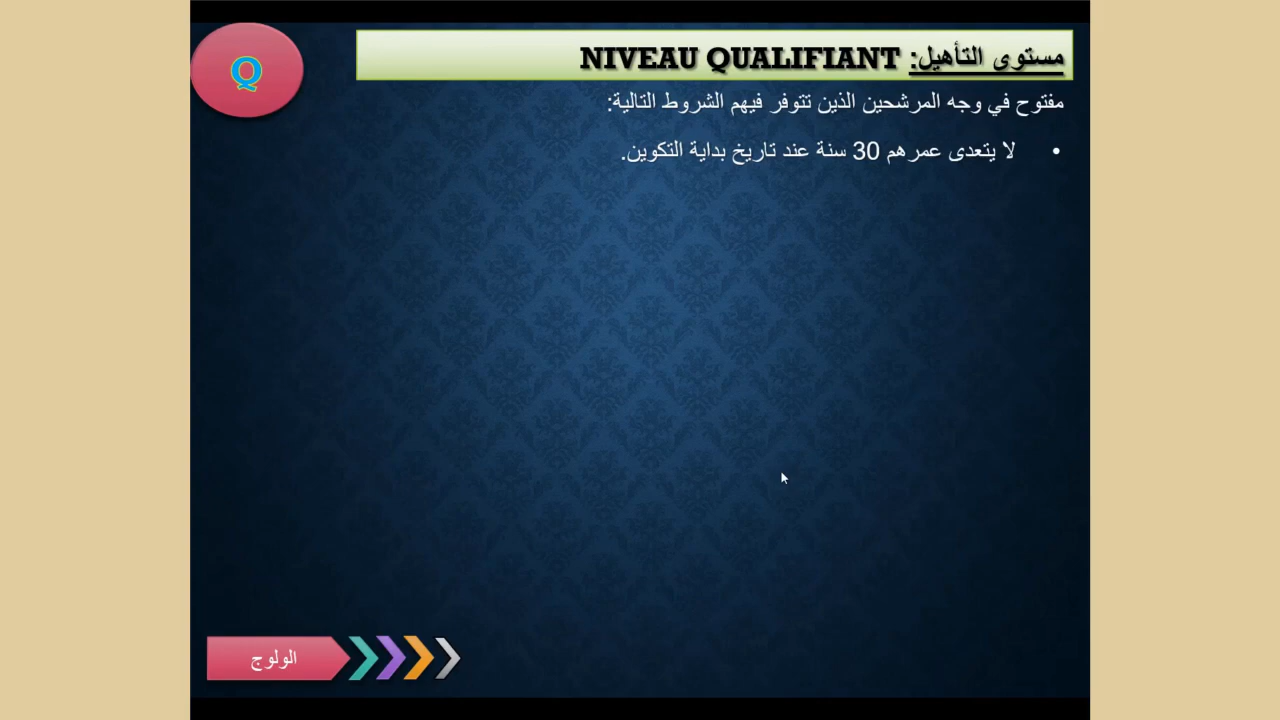 Q
مستوى التأهيل: NIVEAU QUALIFIANT
مفتوح في وجه المرشحين الذين تتوفر فيهم الشروط التالية:
• لا يتعدى عمرهم 30 سنة عند تاريخ بداية التكوين.
الولوج